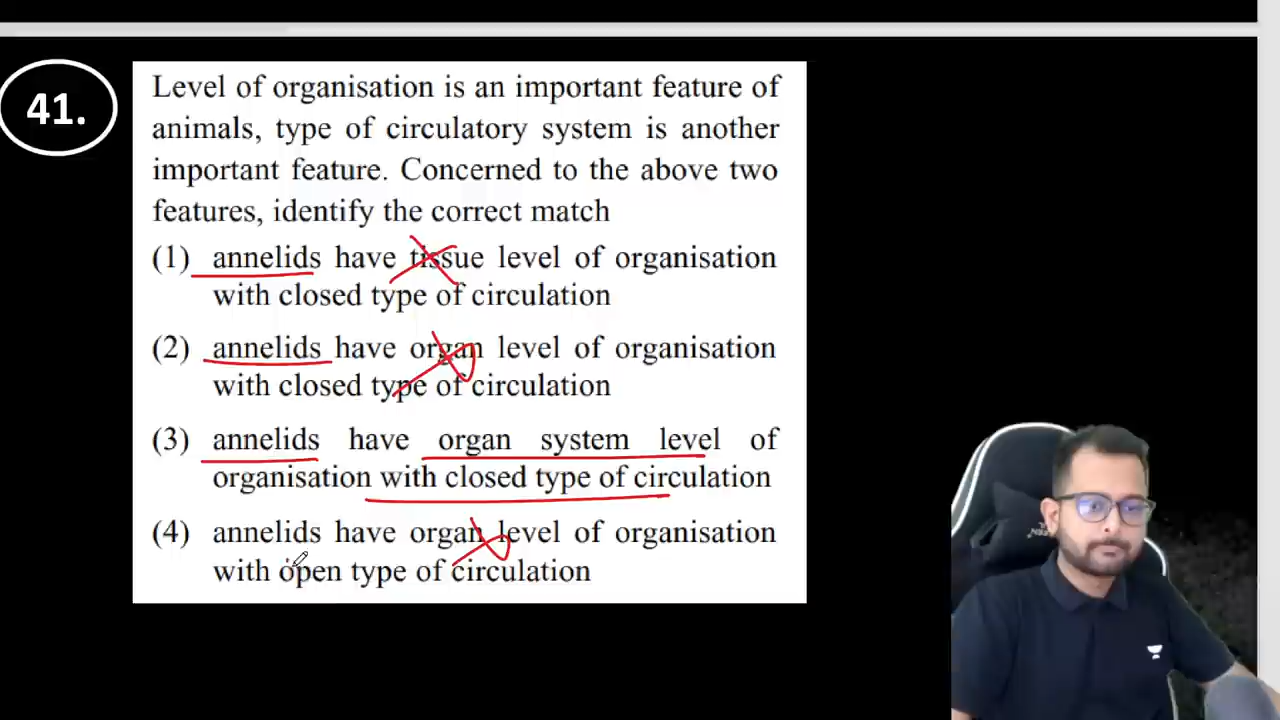 41.
Level of organisation is an important feature of
animals, type of circulatory system is another
important feature. Concerned to the above two
features, identify the correct match
(1) annelids have tissue level of organisation
with closed type of circulation
(2) annelids have organ level of organisation
with closed type of circulation
(3) annelids have organ system level of
organisation with closed type of circulation
(4) annelids have organ level of organisation
with open type of circulation